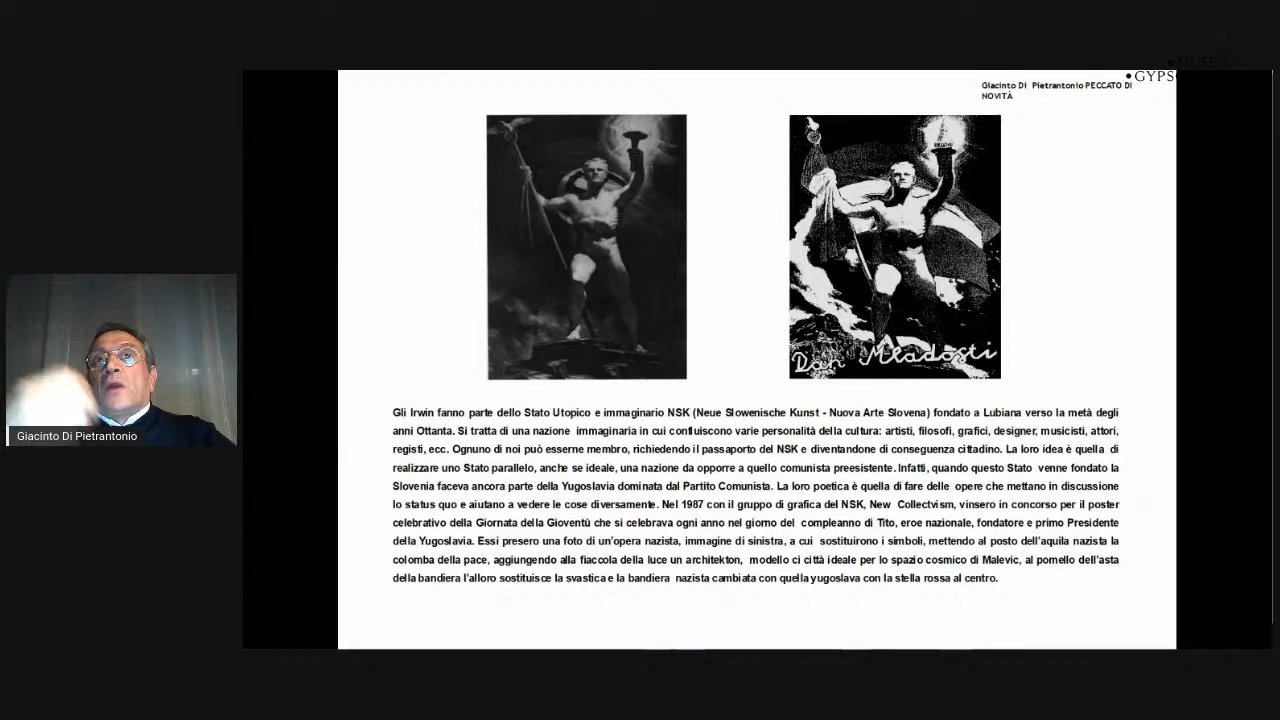 GYPS
Giacinto Di Pietrantonio PECCATO DI
NOVITÀ
Dan Mladosti
Gli Irwin fanno parte dello Stato Utopico e immaginario NSK (Neue Slowenische Kunst - Nuova Arte Slovena) fondato a Lubiana verso la metà degli
anni Ottanta. Si tratta di una nazione immaginaria in cui confluiscono varie personalità della cultura: artisti, filosofi, grafici, designer, musicisti, attori,
registi, ecc. Ognuno di noi può esserne membro, richiedendo il passaporto del NSK e diventandone di conseguenza cittadino. La loro idea è quella di
realizzare uno Stato parallelo, anche se ideale, una nazione da opporre a quello comunista preesistente. Infatti, quando questo Stato venne fondato la
Slovenia faceva ancora parte della Yugoslavia dominata dal Partito Comunista. La loro poetica è quella di fare delle opere che mettano in discussione
lo status quo e aiutano a vedere le cose diversamente. Nel 1987 con il gruppo di grafica del NSK, New Collectvism, vinsero in concorso per il poster
celebrativo della Giornata della Gioventù che si celebrava ogni anno nel giorno del compleanno di Tito, eroe nazionale, fondatore e primo Presidente
della Yugoslavia. Essi presero una foto di un'opera nazista, immagine di sinistra, a cui sostituirono i simboli, mettendo al posto dell'aquila nazista la
colomba della pace, aggiungendo alla fiaccola della luce un architekton, modello ci città ideale per lo spazio cosmico di Malevic, al pomello dell'asta
della bandiera l'alloro sostituisce la svastica e la bandiera nazista cambiata con quella yugoslava con la stella rossa al centro.
Giacinto Di Pietrantonio